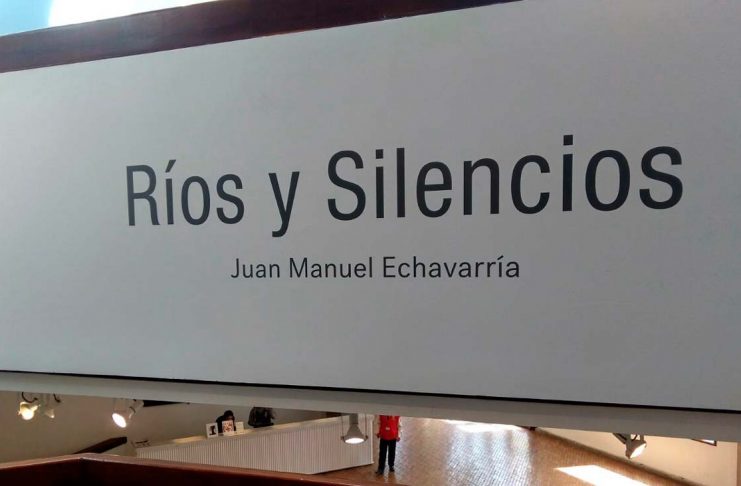 Ríos y Silencios
Juan Manuel Echavarría